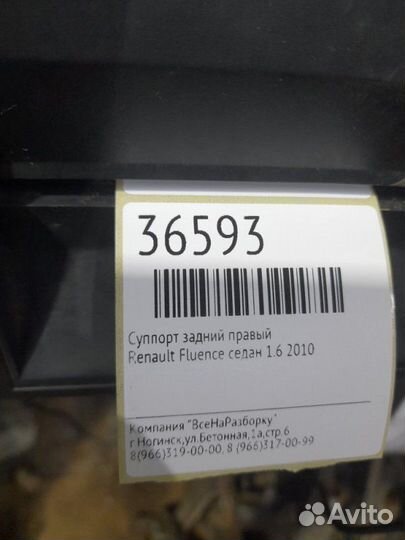 36593
Суппорт задний правый
Renault Fluence седан 1.6 2010
Компания "ВсеНаРазборку"
г Ногинск,ул.Бетонная,1а,стр.6
8(966)319-00-00, 8 (966)317-00-99
Avito